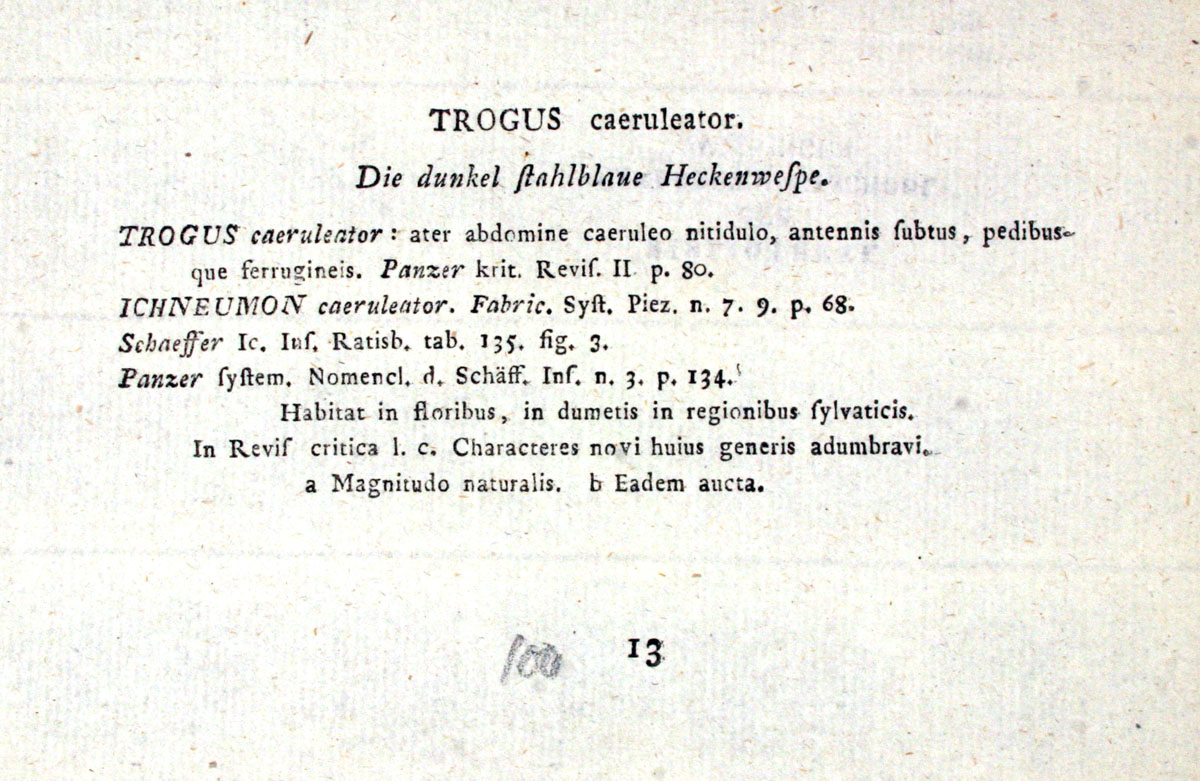 TROGUS caeruleator.
Die dunkel ſtahlblaue Heckenweſpe.
TROGUS caeruleator: ater abdomine caeruleo nitidulo, antennis ſubtus, pedibus-
que ferrugineis. Panzer krit. Reviſ. II p. 80.
ICHNEUMON caeruleator. Fabric. Syſt. Piez. n. 7. 9. p. 68.
Schaeffer Ic. Inſ. Ratisb. tab. 135. fig. 3.
Panzer ſyſtem. Nomencl. d. Schäff. Inſ. n. 3. p. 134.
Habitat in floribus, in dumetis in regionibus ſylvaticis.
In Reviſ critica l. c. Characteres novi huius generis adumbravi.
a Magnitudo naturalis. b Eadem aucta.
100 13